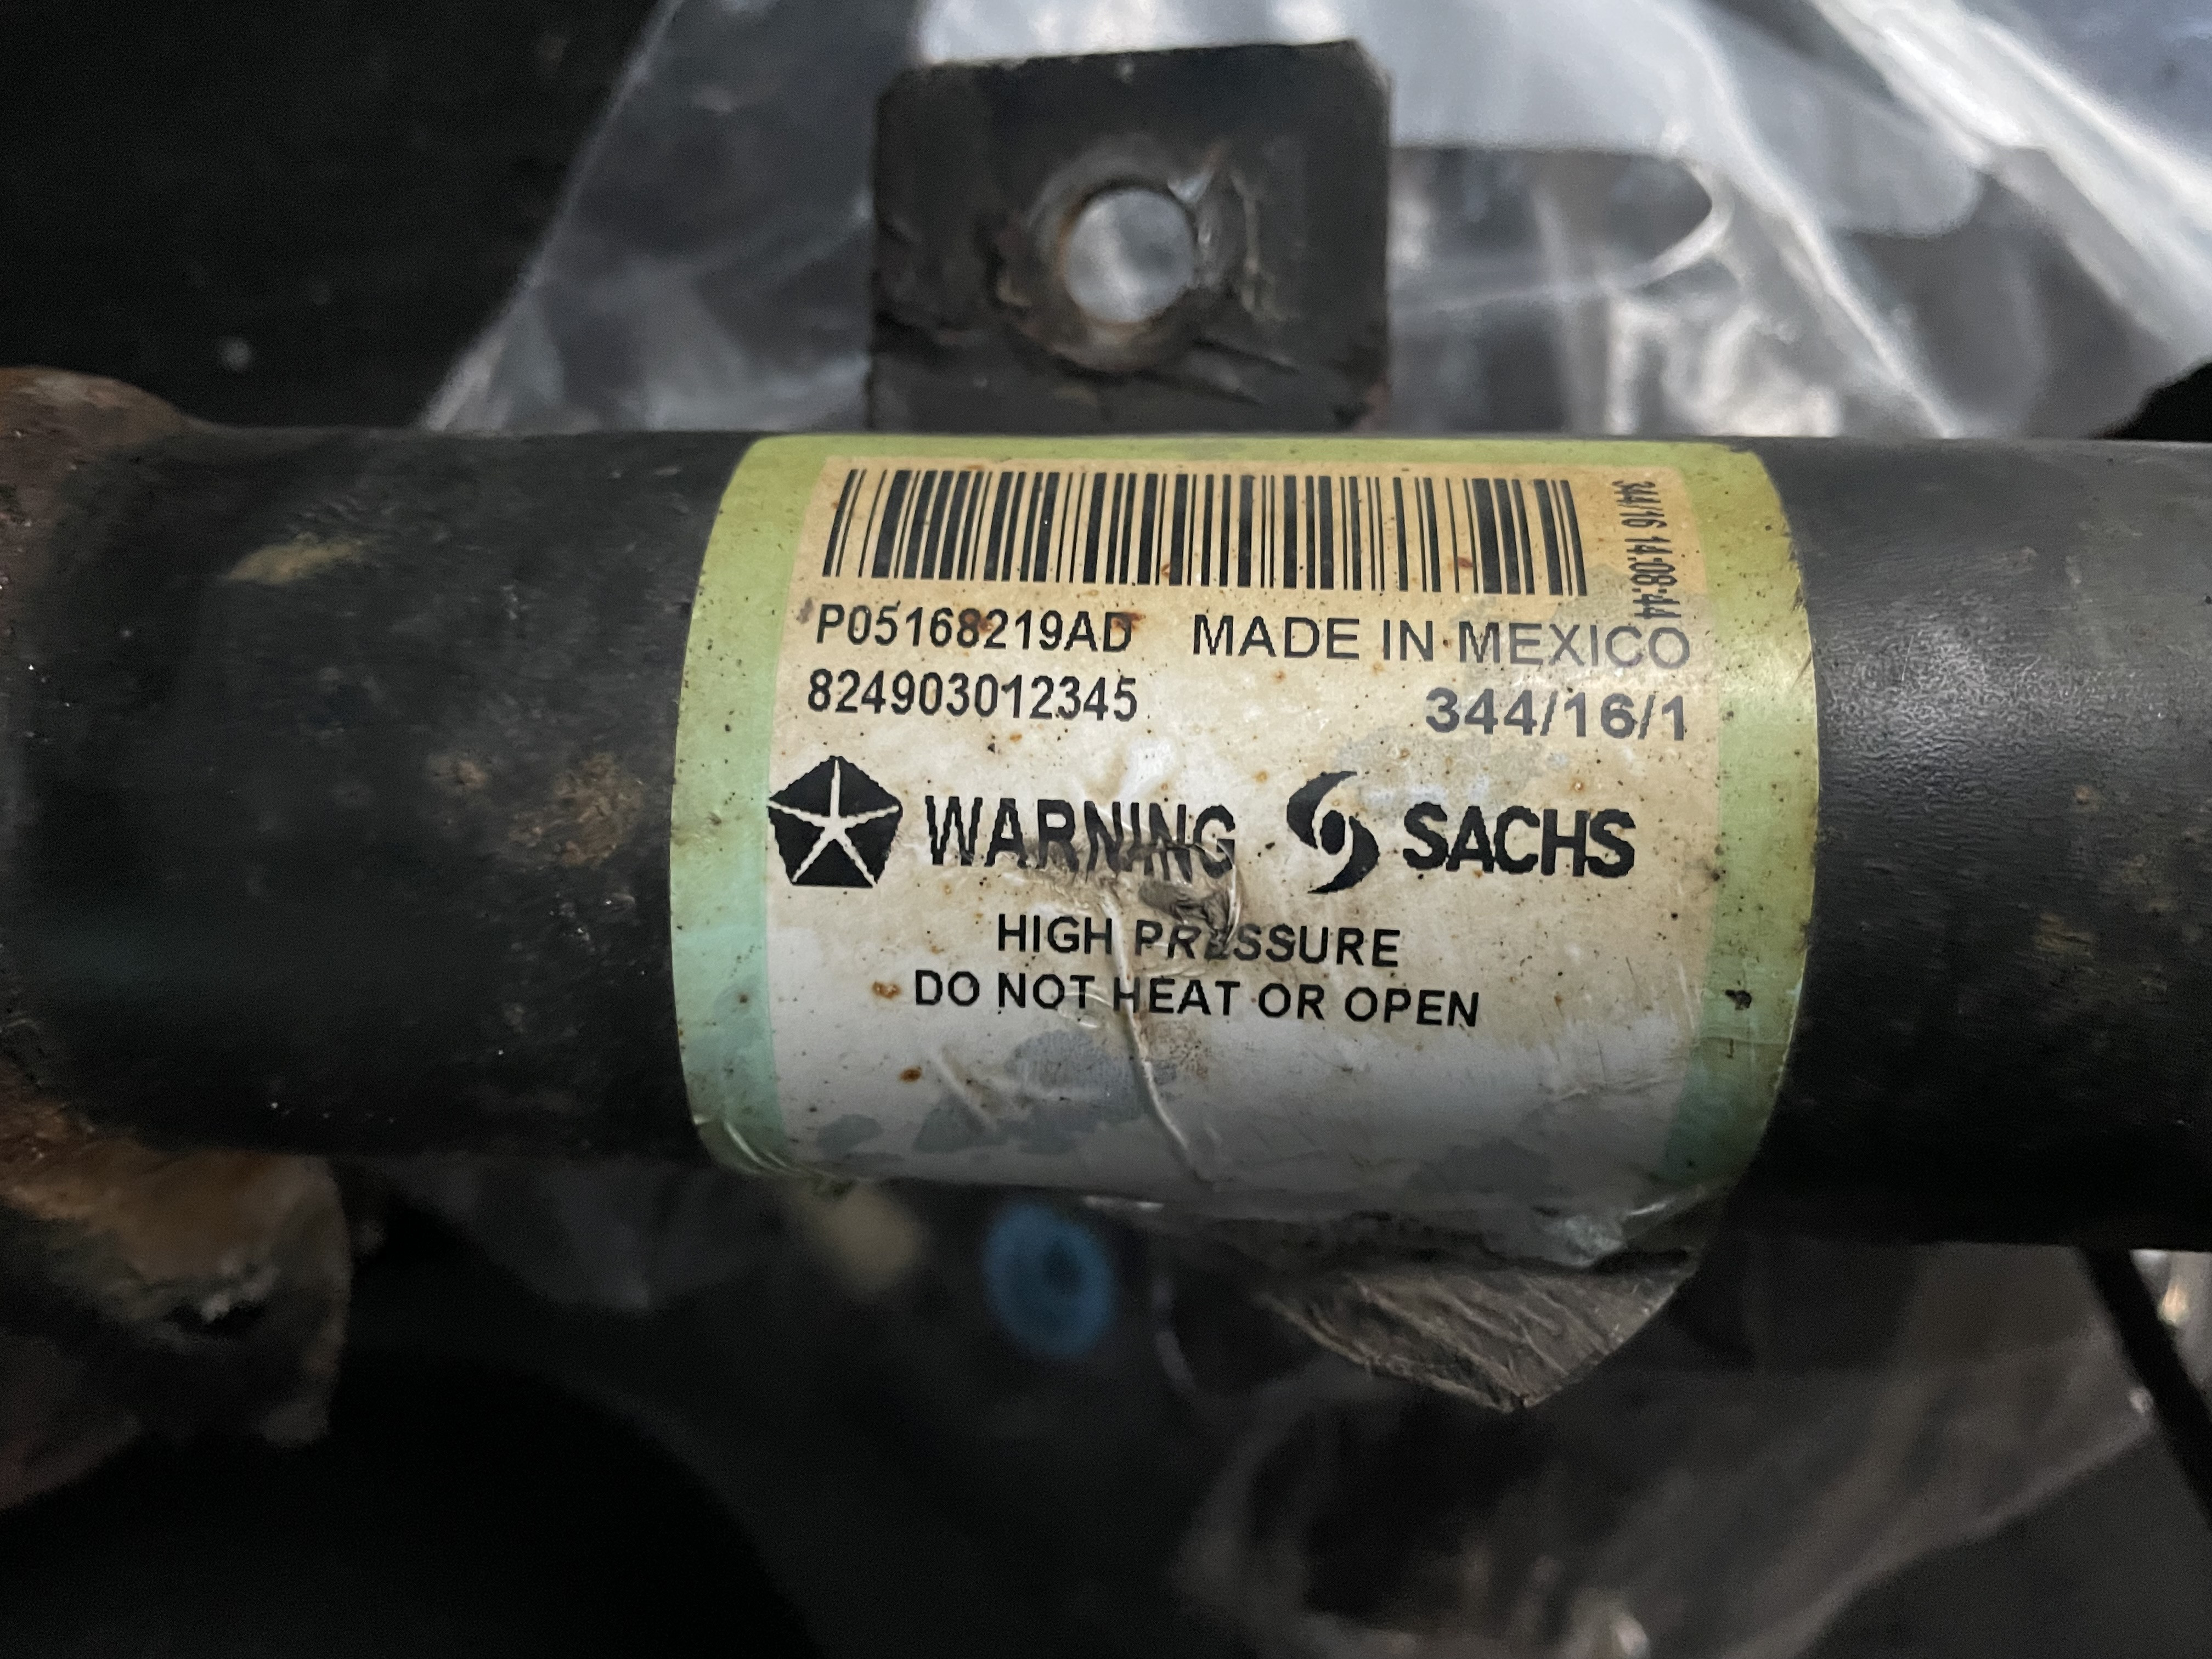 344/16 14:08:44
P05168219AD MADE IN MEXICO
824903012345 344/16/1
WARNING SACHS
HIGH PRESSURE
DO NOT HEAT OR OPEN